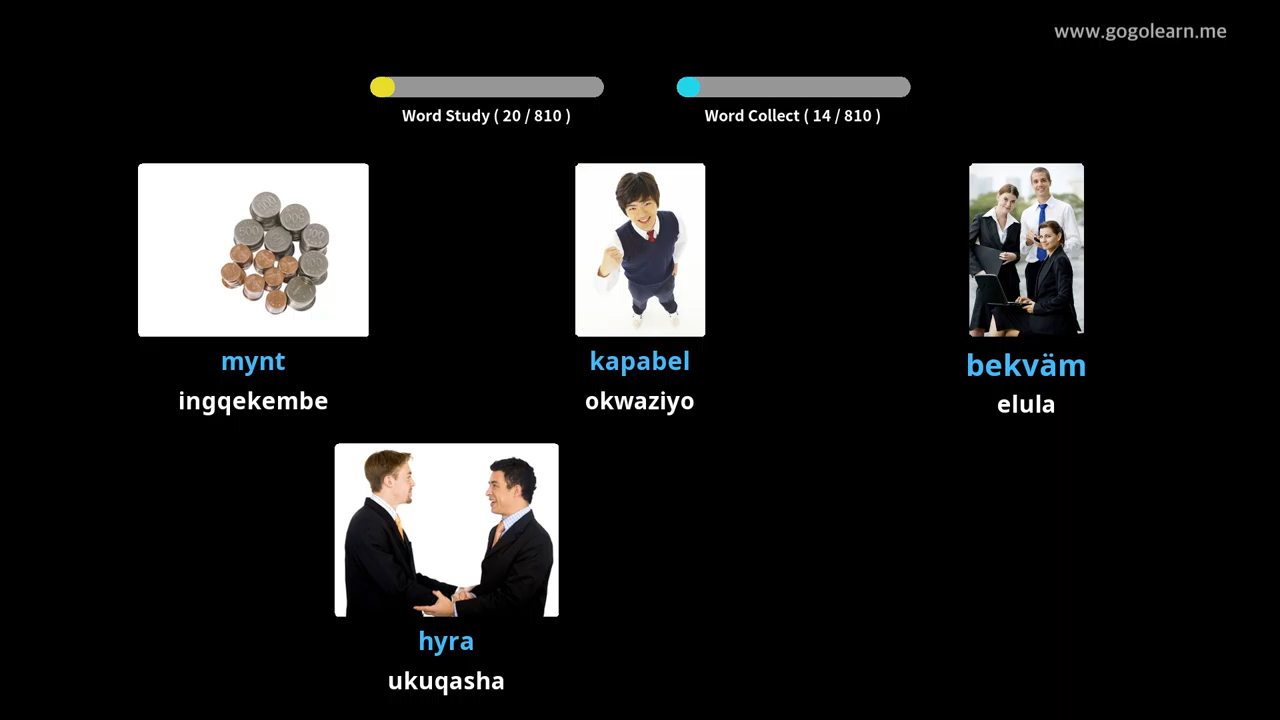 www.gogolearn.me
Word Study ( 20 / 810 )
Word Collect ( 14 / 810 )
mynt
ingqekembe
kapabel
okwaziyo
bekväm
elula
hyra
ukuqasha